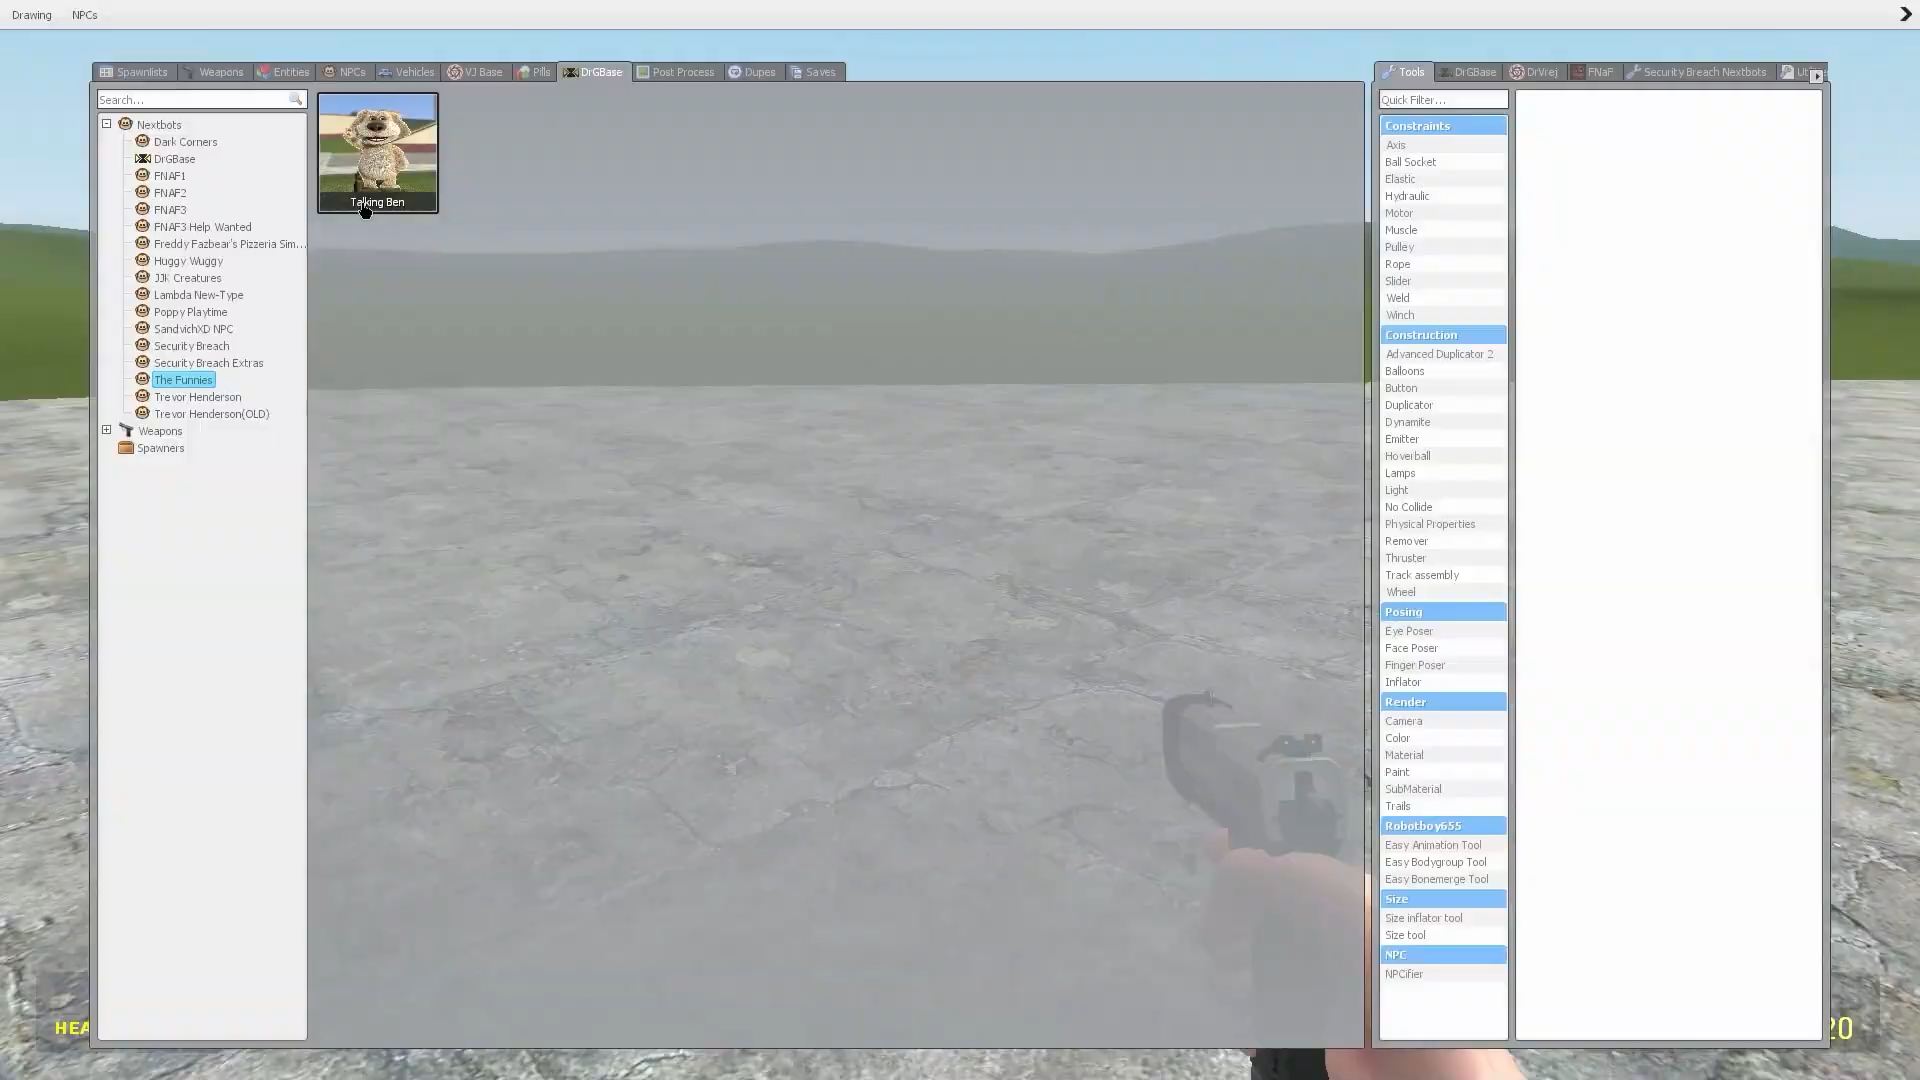 Drawing NPCs
Spawnlists Weapons Entities NPCs Vehicles VJ Base Pills DrGBase Post Process Dupes Saves
Search...
Nextbots
Dark Corners
DrGBase
FNAF1
FNAF2
FNAF3
FNAF3 Help Wanted
Freddy Fazbear's Pizzeria Sim...
Huggy Wuggy
JJK Creatures
Lambda New-Type
Poppy Playtime
SandvichXD NPC
Security Breach
Security Breach Extras
The Funnies
Trevor Henderson
Trevor Henderson(OLD)
Weapons
Spawners
Talking Ben
Tools DrGBase DrVrej FNaF Security Breach Nextbots
Quick Filter...
Constraints
Axis
Ball Socket
Elastic
Hydraulic
Motor
Muscle
Pulley
Rope
Slider
Weld
Winch
Construction
Advanced Duplicator 2
Balloons
Button
Duplicator
Dynamite
Emitter
Hoverball
Lamps
Light
No Collide
Physical Properties
Remover
Thruster
Track assembly
Wheel
Posing
Eye Poser
Face Poser
Finger Poser
Inflator
Render
Camera
Color
Material
Paint
SubMaterial
Trails
Robotboy655
Easy Animation Tool
Easy Bodygroup Tool
Easy Bonemerge Tool
Size
Size inflator tool
Size tool
NPC
NPCifier
HEA
20